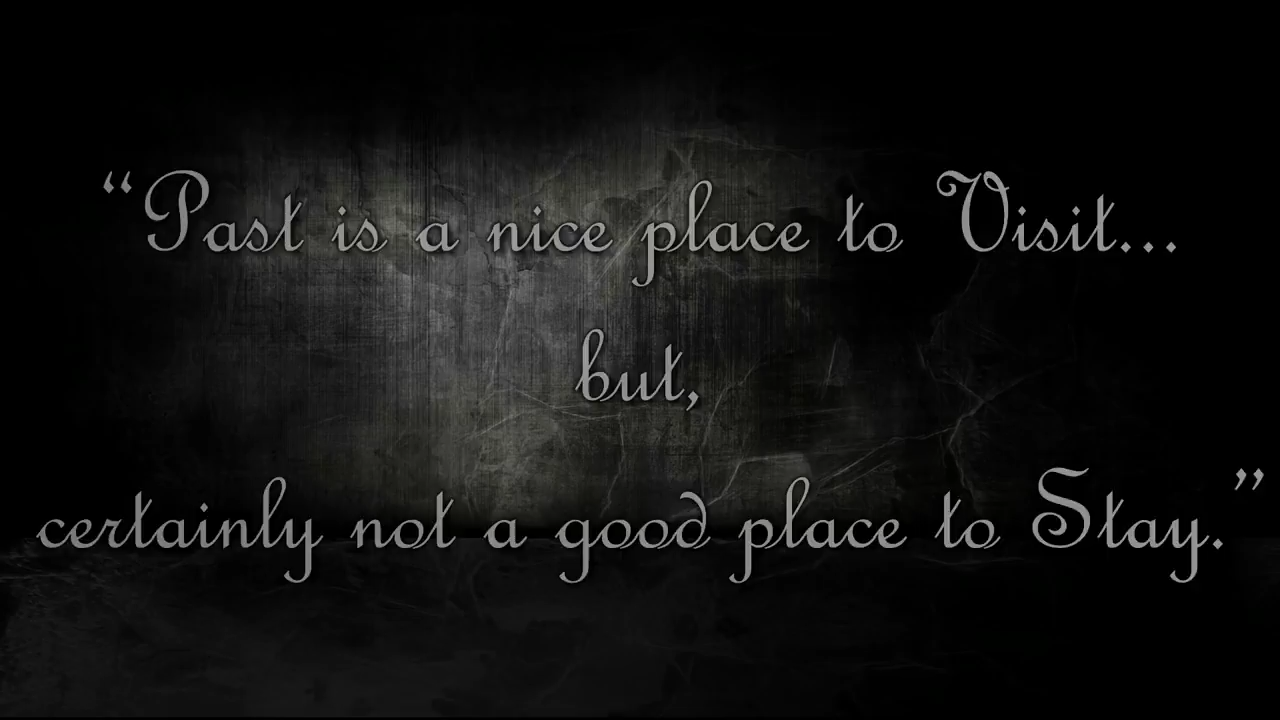 “Past is a nice place to Visit...
but,
certainly not a good place to Stay.”